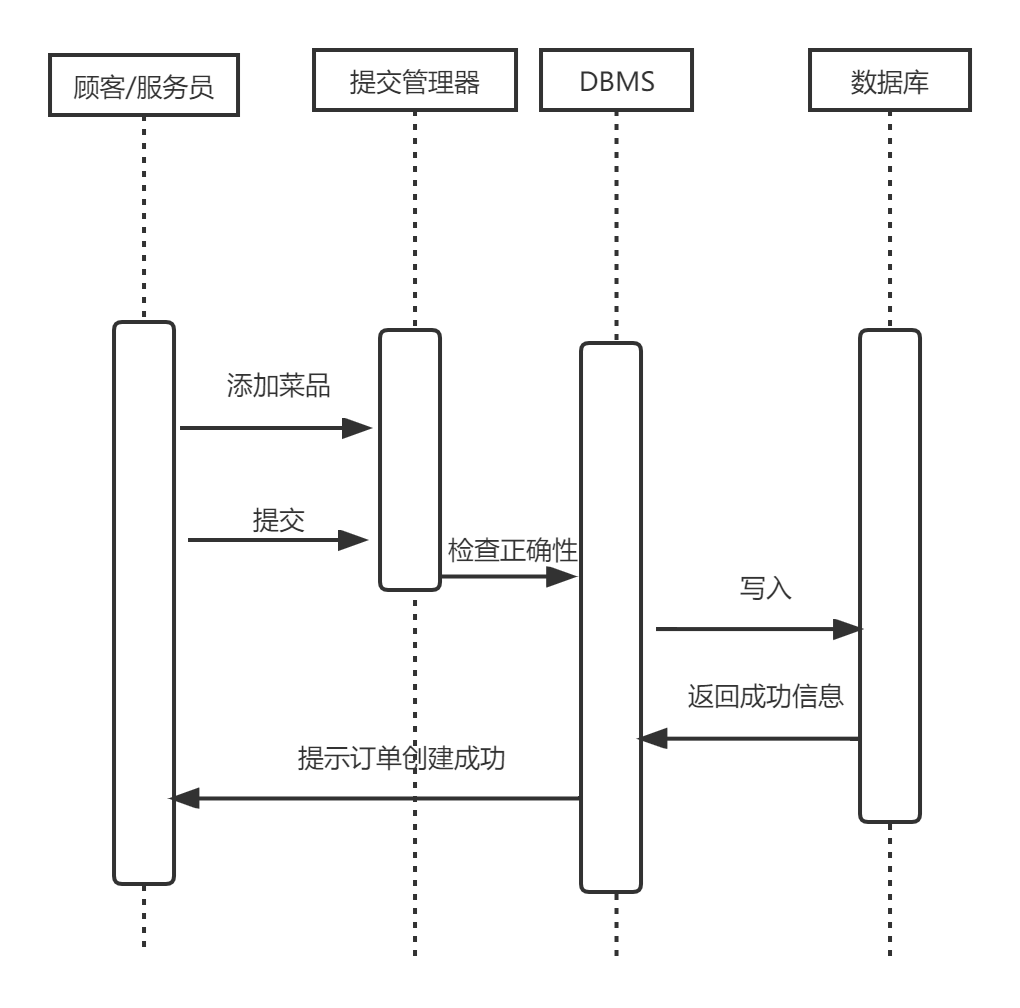 顾客/服务员
提交管理器
DBMS
数据库
添加菜品
提交
检查正确性
写入
返回成功信息
提示订单创建成功